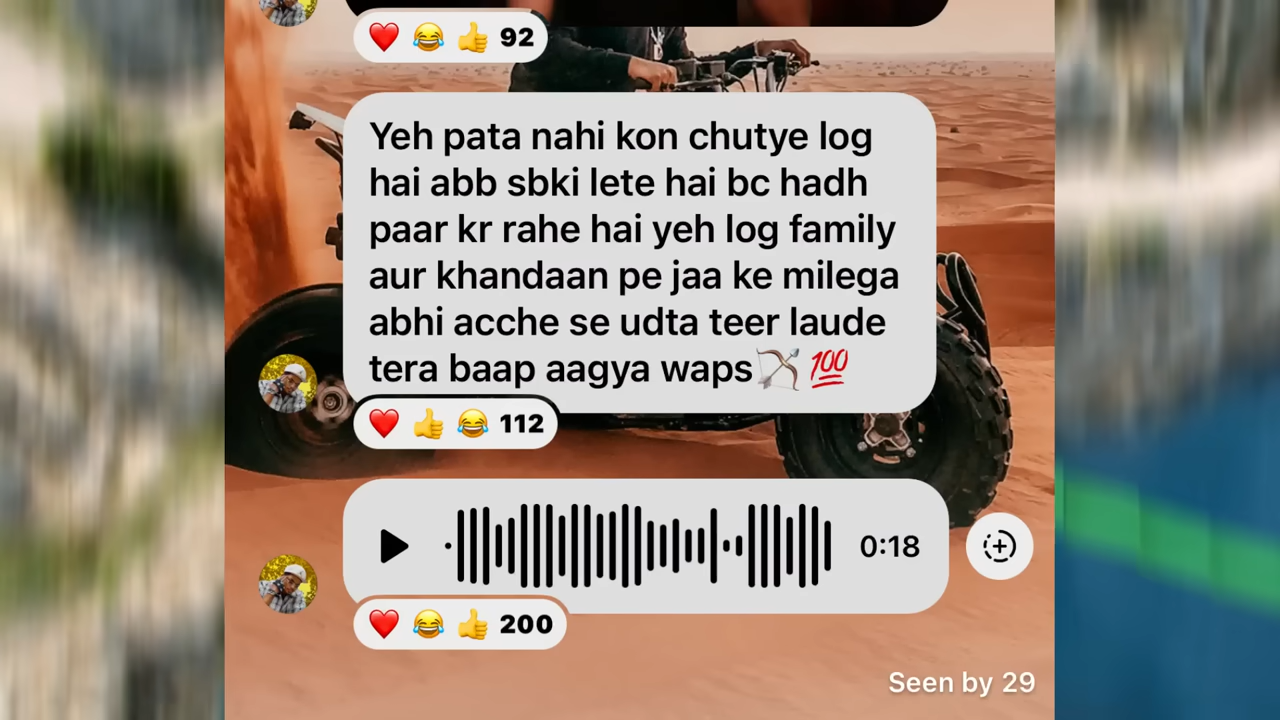 ❤️ 😂 👍 92
Yeh pata nahi kon chutye log
hai abb sbki lete hai bc hadh
paar kr rahe hai yeh log family
aur khandaan pe jaa ke milega
abhi acche se udta teer laude
tera baap aagya waps🏹 💯
❤️ 👍 😂 112
0:18
❤️ 😂 👍 200
Seen by 29